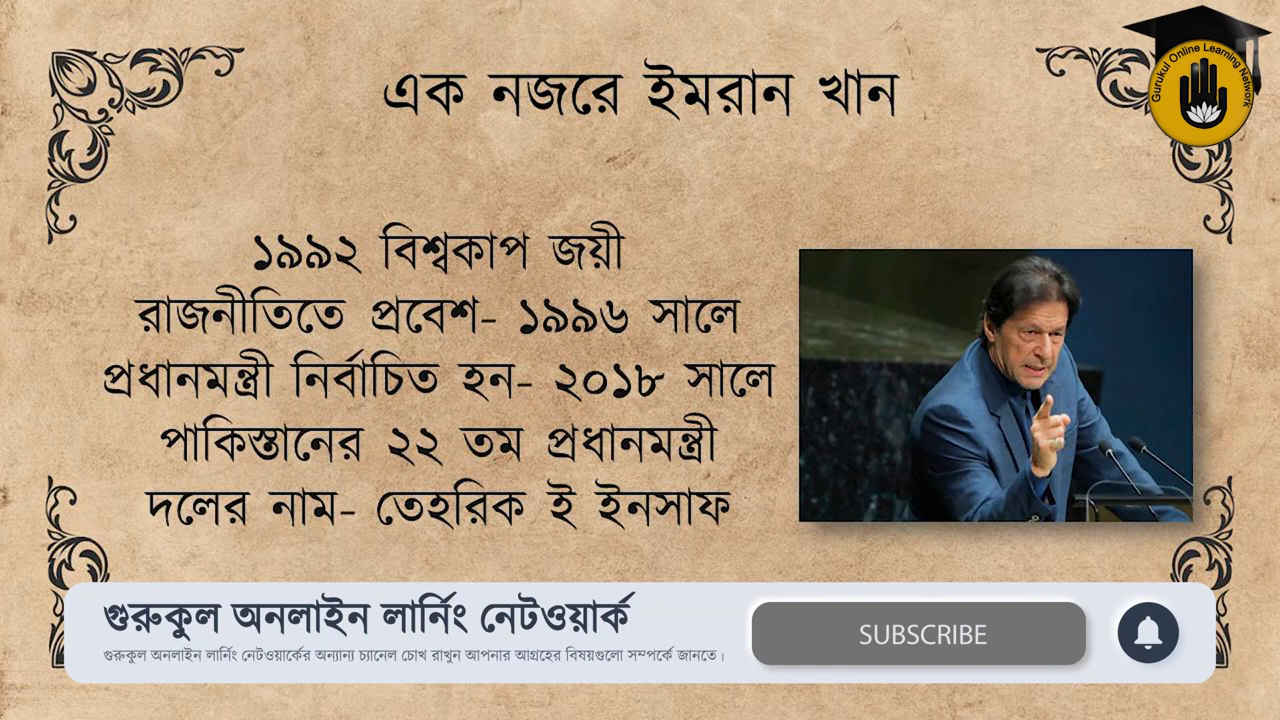 এক নজরে ইমরান খান
Gurukul Online Learning Network
১৯৯২ বিশ্বকাপ জয়ী
রাজনীতিতে প্রবেশ- ১৯৯৬ সালে
প্রধানমন্ত্রী নির্বাচিত হন- ২০১৮ সালে
পাকিস্তানের ২২ তম প্রধানমন্ত্রী
দলের নাম- তেহরিক ই ইনসাফ
গুরুকুল অনলাইন লার্নিং নেটওয়ার্ক
গুরুকুল অনলাইন লার্নিং নেটওয়ার্কের অন্যান্য চ্যানেল চোখ রাখুন আপনার আগ্রহের বিষয়গুলো সম্পর্কে জানতে।
SUBSCRIBE